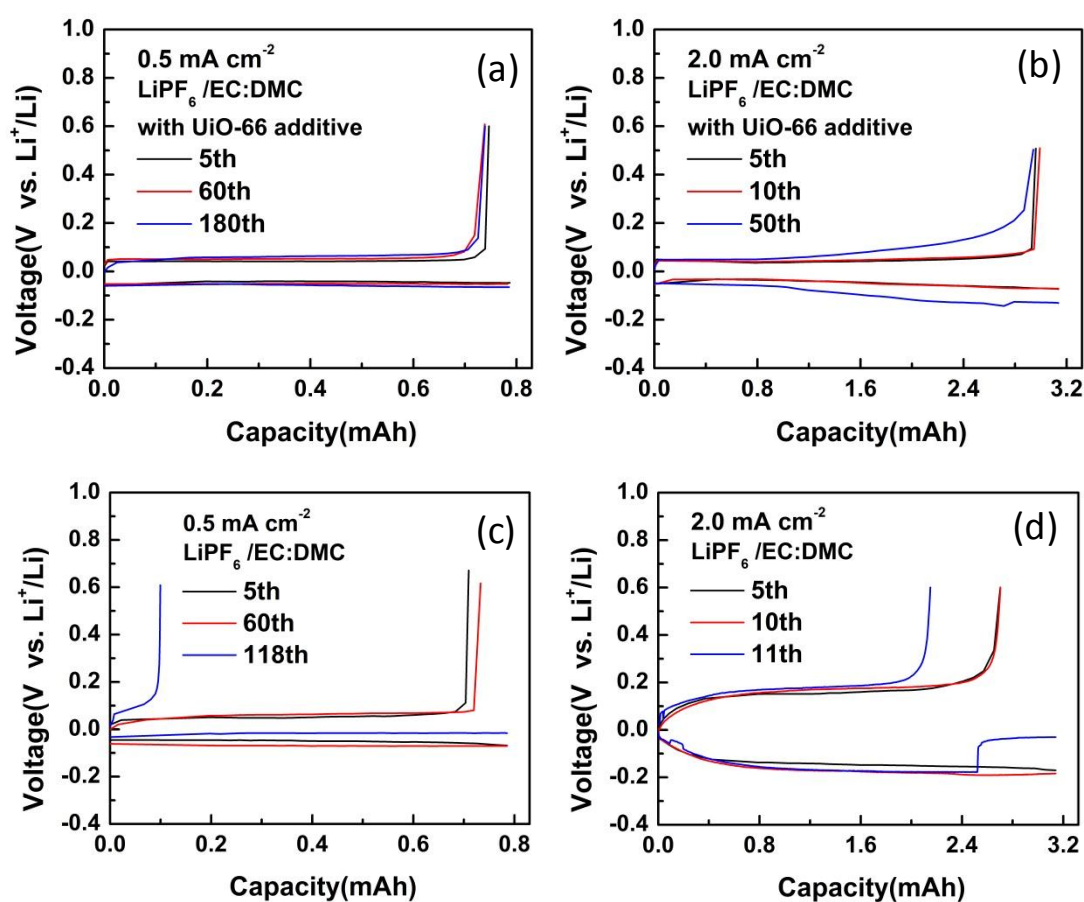 (a)
0.5 mA cm-2
LiPF6 /EC:DMC
with UiO-66 additive
5th
60th
180th
Voltage(V vs. Li+/Li)
1.0
0.8
0.6
0.4
0.2
0.0
-0.2
-0.4
0.0 0.2 0.4 0.6 0.8
Capacity(mAh)
(b)
2.0 mA cm-2
LiPF6 /EC:DMC
with UiO-66 additive
5th
10th
50th
Voltage(V vs. Li+/Li)
1.0
0.8
0.6
0.4
0.2
0.0
-0.2
-0.4
0.0 0.8 1.6 2.4 3.2
Capacity(mAh)
(c)
0.5 mA cm-2
LiPF6 /EC:DMC
5th
60th
118th
Voltage(V vs. Li+/Li)
1.0
0.8
0.6
0.4
0.2
0.0
-0.2
-0.4
0.0 0.2 0.4 0.6 0.8
Capacity(mAh)
(d)
2.0 mA cm-2
LiPF6 /EC:DMC
5th
10th
11th
Voltage(V vs. Li+/Li)
1.0
0.8
0.6
0.4
0.2
0.0
-0.2
-0.4
0.0 0.8 1.6 2.4 3.2
Capacity(mAh)